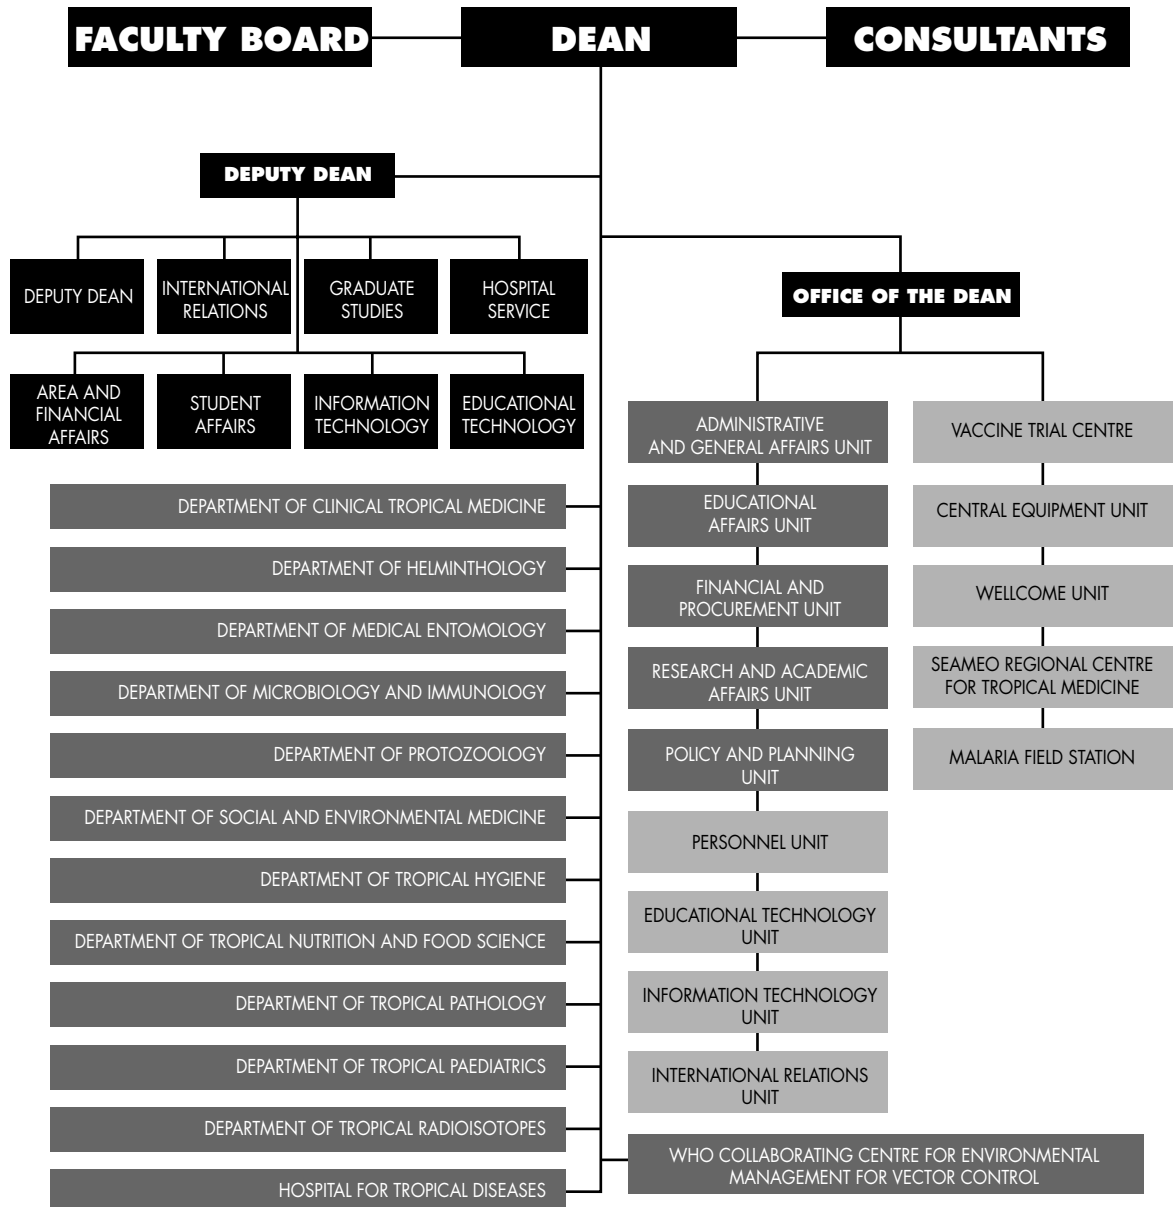 FACULTY BOARD
DEAN
CONSULTANTS
DEPUTY DEAN
DEPUTY DEAN
INTERNATIONAL
RELATIONS
GRADUATE
STUDIES
HOSPITAL
SERVICE
AREA AND
FINANCIAL
AFFAIRS
STUDENT
AFFAIRS
INFORMATION
TECHNOLOGY
EDUCATIONAL
TECHNOLOGY
DEPARTMENT OF CLINICAL TROPICAL MEDICINE
DEPARTMENT OF HELMINTHOLOGY
DEPARTMENT OF MEDICAL ENTOMOLOGY
DEPARTMENT OF MICROBIOLOGY AND IMMUNOLOGY
DEPARTMENT OF PROTOZOOLOGY
DEPARTMENT OF SOCIAL AND ENVIRONMENTAL MEDICINE
DEPARTMENT OF TROPICAL HYGIENE
DEPARTMENT OF TROPICAL NUTRITION AND FOOD SCIENCE
DEPARTMENT OF TROPICAL PATHOLOGY
DEPARTMENT OF TROPICAL PAEDIATRICS
DEPARTMENT OF TROPICAL RADIOISOTOPES
HOSPITAL FOR TROPICAL DISEASES
OFFICE OF THE DEAN
ADMINISTRATIVE
AND GENERAL AFFAIRS UNIT
EDUCATIONAL
AFFAIRS UNIT
FINANCIAL AND
PROCUREMENT UNIT
RESEARCH AND ACADEMIC
AFFAIRS UNIT
POLICY AND PLANNING
UNIT
PERSONNEL UNIT
EDUCATIONAL TECHNOLOGY
UNIT
INFORMATION TECHNOLOGY
UNIT
INTERNATIONAL RELATIONS
UNIT
VACCINE TRIAL CENTRE
CENTRAL EQUIPMENT UNIT
WELLCOME UNIT
SEAMEO REGIONAL CENTRE
FOR TROPICAL MEDICINE
MALARIA FIELD STATION
WHO COLLABORATING CENTRE FOR ENVIRONMENTAL
MANAGEMENT FOR VECTOR CONTROL